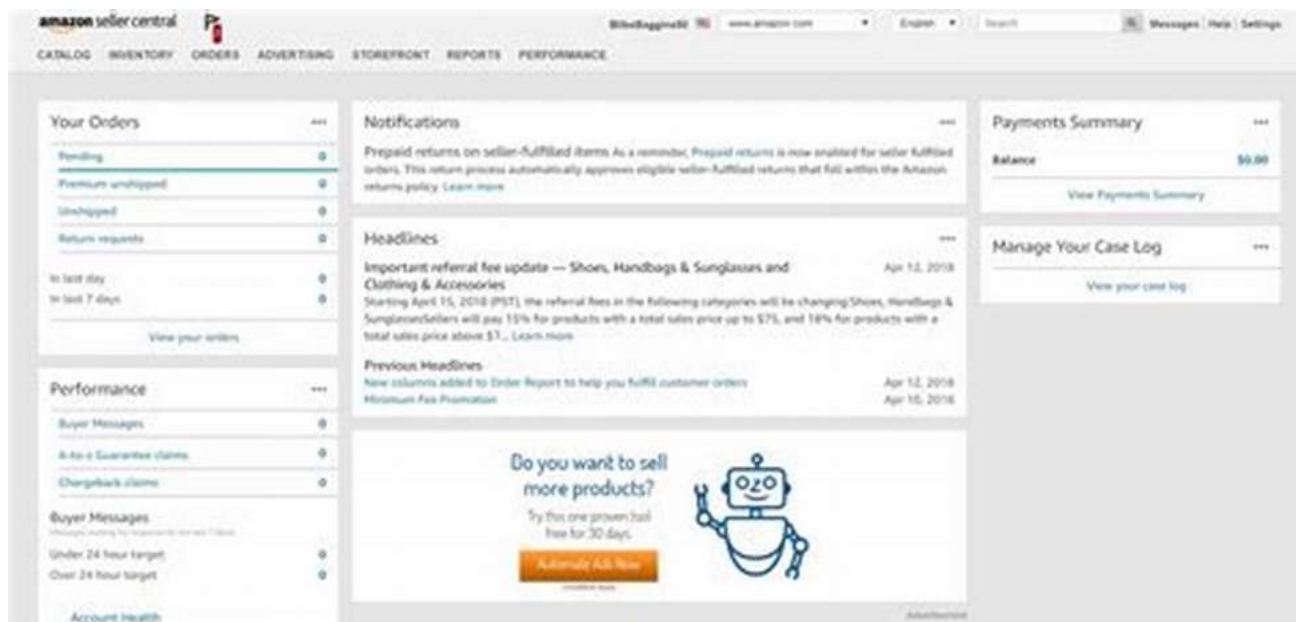 amazon seller central
BilboBaggins50 www.amazon.com English Search Messages | Help | Settings
CATALOG INVENTORY ORDERS ADVERTISING STOREFRONT REPORTS PERFORMANCE
Your Orders
Pending 0
Premium unshipped 0
Unshipped 0
Return requests 0
In last day 0
In last 7 days 0
View your orders
Performance
Buyer Messages 0
A-to-z Guarantee claims 0
Chargeback claims 0
Buyer Messages
Under 24 hour target 0
Over 24 hour target 0
Account Health
Notifications
Prepaid returns on seller-fulfilled items As a reminder, Prepaid returns is now enabled for seller fulfilled
orders. This return process automatically approves eligible seller-fulfilled returns that fall within the Amazon
returns policy. Learn more
Headlines
Important referral fee update — Shoes, Handbags & Sunglasses and Apr 12, 2018
Clothing & Accessories
Starting April 15, 2018 (PST), the referral fees in the following categories will be changing:Shoes, Handbags &
SunglassesSellers will pay 15% for products with a total sales price up to $75, and 18% for products with a
total sales price above $7... Learn more
Previous Headlines
New columns added to Order Report to help you fulfill customer orders Apr 12, 2018
Minimum Fee Promotion Apr 10, 2018
Do you want to sell
more products?
Try this one proven tool
free for 30 days.
Automate Ads Now
Advertisement
Payments Summary
Balance $0.00
View Payments Summary
Manage Your Case Log
View your case log